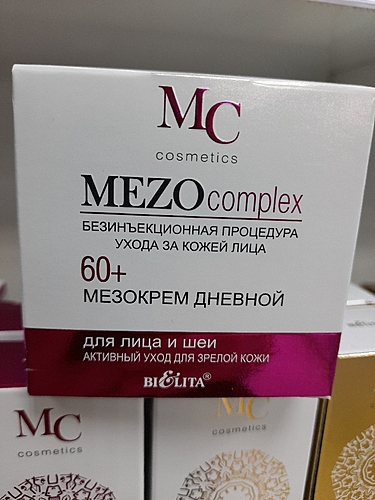 MC
cosmetics
MEZOcomplex
БЕЗИНЪЕКЦИОННАЯ ПРОЦЕДУРА
УХОДА ЗА КОЖЕЙ ЛИЦА
60+
МЕЗОКРЕМ ДНЕВНОЙ
для лица и шеи
АКТИВНЫЙ УХОД ДЛЯ ЗРЕЛОЙ КОЖИ
BIELITA®
MC
cosmetics
MC
cosmetics